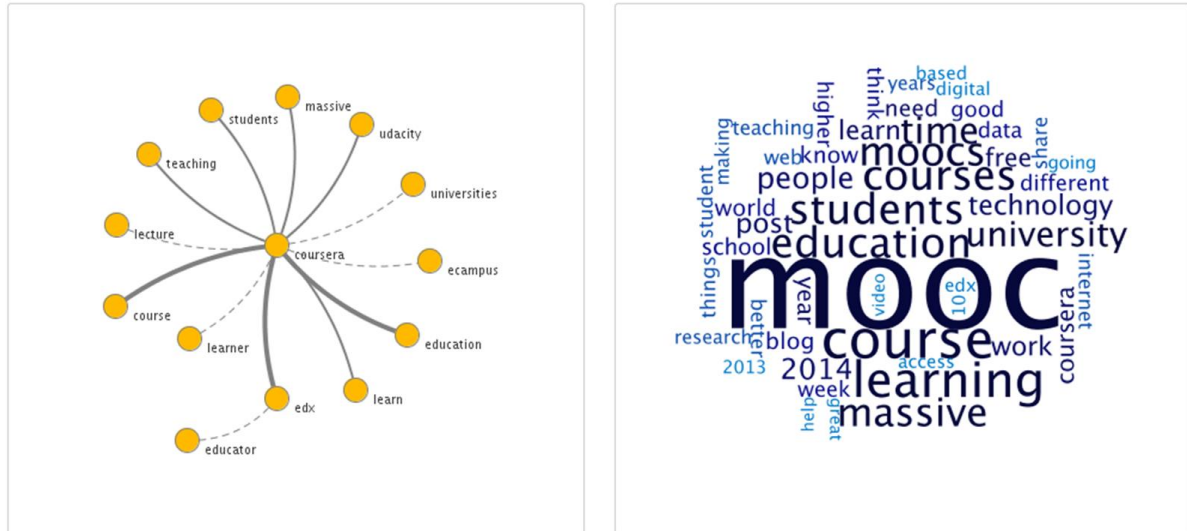 massive
students
udacity
teaching
universities
lecture
coursera
ecampus
course
education
learner
learn
edx
educator
based
years
digital
think
higher
need
good
making
teaching
learn
time
data
share
web
know
moocs
free
going
people
courses
different
student
world
post
students
technology
school
education
university
things
mooc
internet
video
edx
101
year
better
coursera
research
blog
course
work
2013
2014
access
week
learning
help
great
massive